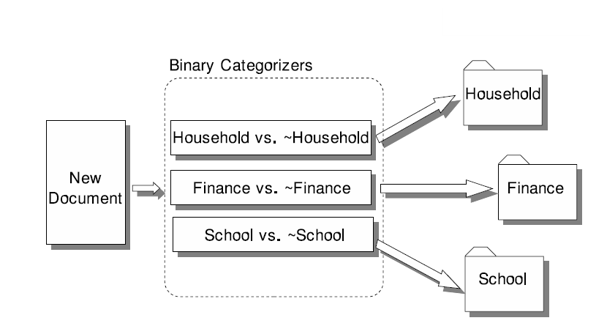 Binary Categorizers
New
Document
Household vs. ~Household
Finance vs. ~Finance
School vs. ~School
Household
Finance
School